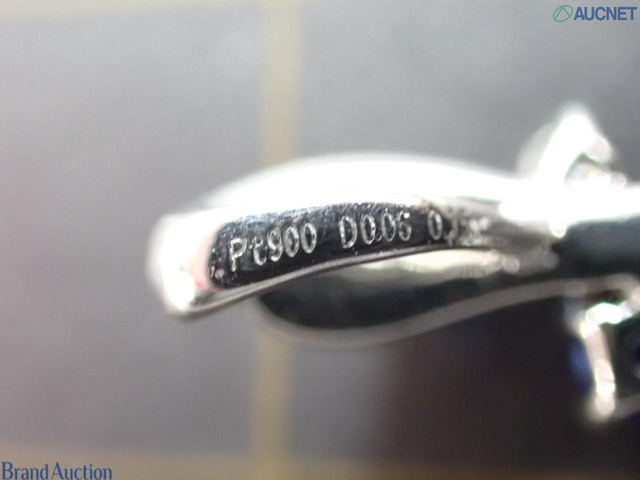 AUCNET
Pt900 D0.06
Brand Auction